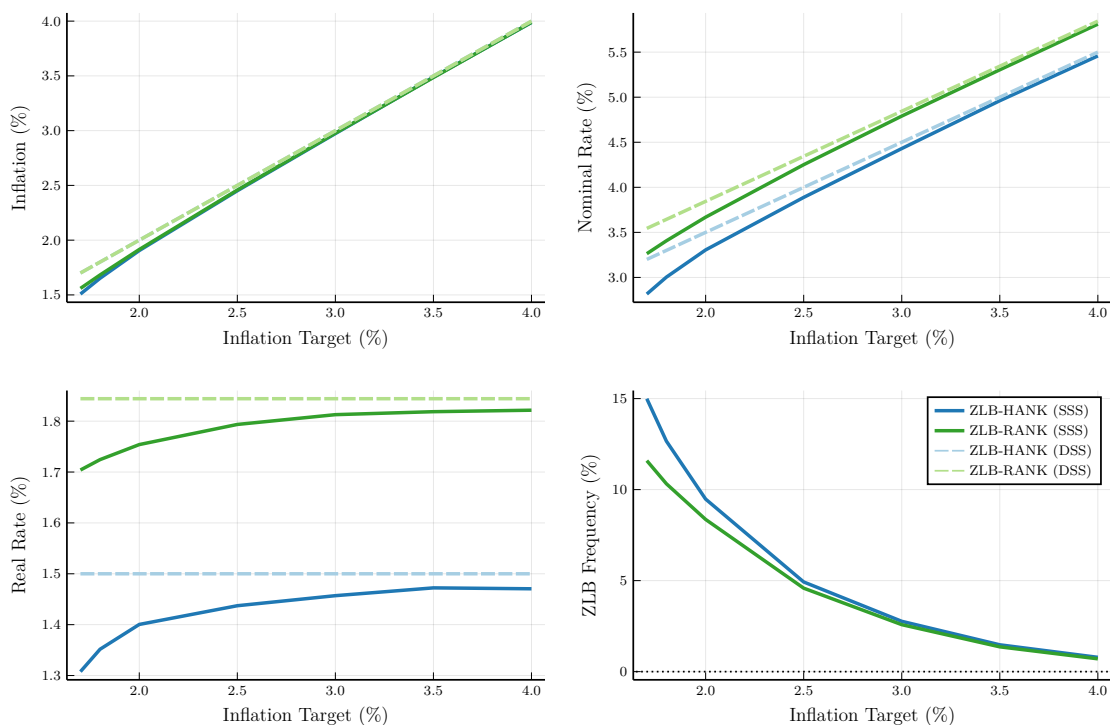 4.0
3.5
3.0
2.5
2.0
1.5
Inflation (%)
2.0 2.5 3.0 3.5 4.0
Inflation Target (%)
5.5
5.0
4.5
4.0
3.5
3.0
Nominal Rate (%)
2.0 2.5 3.0 3.5 4.0
Inflation Target (%)
1.8
1.7
1.6
1.5
1.4
1.3
Real Rate (%)
2.0 2.5 3.0 3.5 4.0
Inflation Target (%)
15
10
5
0
ZLB Frequency (%)
ZLB-HANK (SSS)
ZLB-RANK (SSS)
ZLB-HANK (DSS)
ZLB-RANK (DSS)
2.0 2.5 3.0 3.5 4.0
Inflation Target (%)